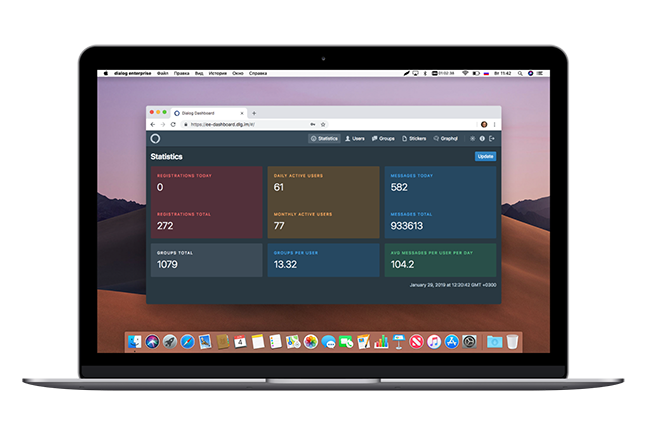 dialog enterprise Файл Правка Вид История Окно Справка
Вт 11:42
Dialog Dashboard
https://ee-dashboard.dlg.im/#/
Statistics Users Groups Stickers Graphql
Statistics
Update
REGISTRATIONS TODAY
0
REGISTRATIONS TOTAL
272
DAILY ACTIVE USERS
61
MONTHLY ACTIVE USERS
77
MESSAGES TODAY
582
MESSAGES TOTAL
933613
GROUPS TOTAL
1079
GROUPS PER USER
13.32
AVG MESSAGES PER USER PER DAY
104.2
January 29, 2019 at 12:20:42 GMT +0300